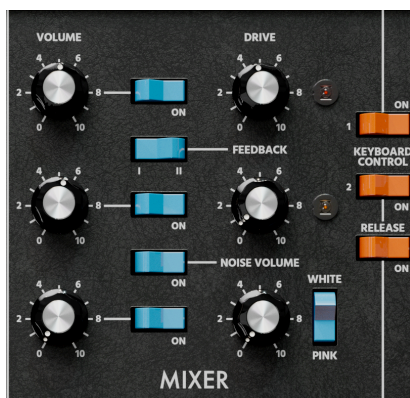 VOLUME DRIVE
4 6 4 6
2 8 2 8 ON
0 10 ON 0 10 1
FEEDBACK KEYBOARD
I II CONTROL
4 6 4 6
2 8 2 8 2
0 10 ON 0 10 ON
RELEASE
NOISE VOLUME
ON WHITE ON
4 6 4 6
2 8 2 8
0 10 ON 0 10 PINK
MIXER